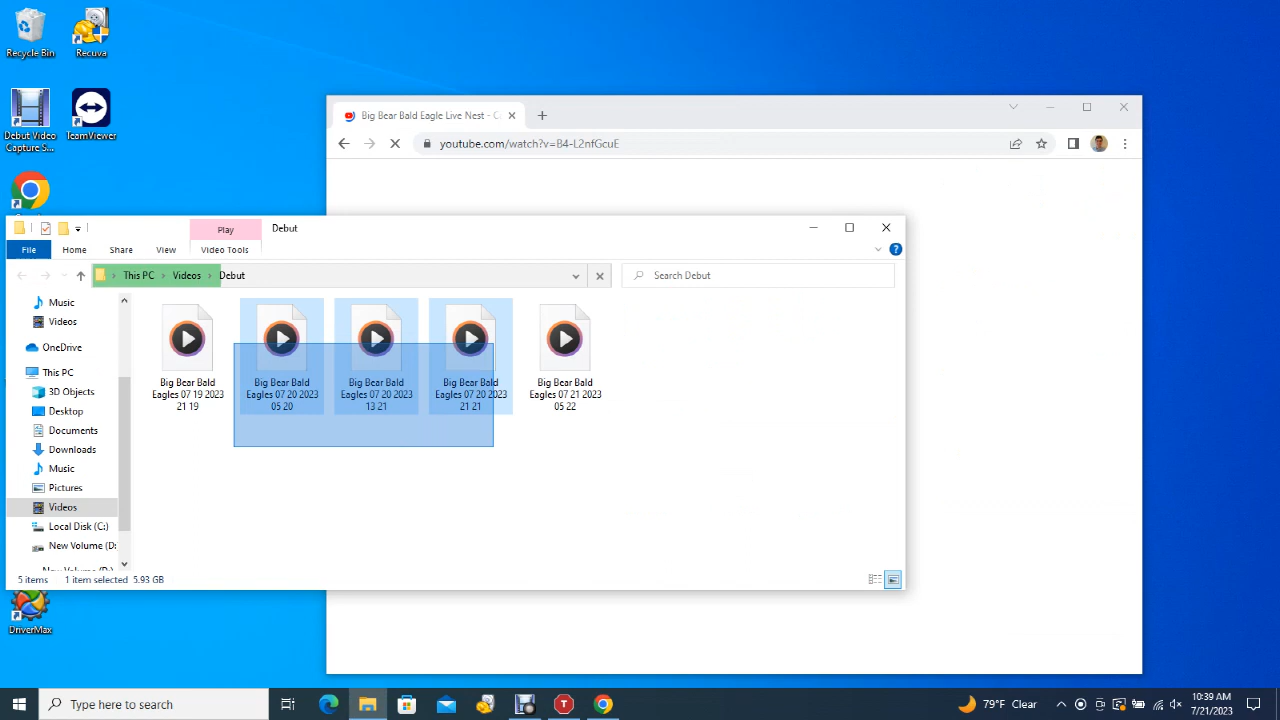 Recycle Bin
Recuva
Debut Video
Capture S...
TeamViewer
Big Bear Bald Eagle Live Nest - C
youtube.com/watch?v=B4-L2nfGcuE
Play
Debut
File
Home
Share
View
Video Tools
This PC
Videos
Debut
Search Debut
Music
Videos
OneDrive
This PC
3D Objects
Desktop
Documents
Downloads
Music
Pictures
Videos
Local Disk (C:)
New Volume (D:
Big Bear Bald
Eagles 07 19 2023
21 19
Big Bear Bald
Eagles 07 20 2023
05 20
Big Bear Bald
Eagles 07 20 2023
13 21
Big Bear Bald
Eagles 07 20 2023
21 21
Big Bear Bald
Eagles 07 21 2023
05 22
5 items
1 item selected 5.93 GB
DriverMax
Type here to search
79°F Clear
10:39 AM
7/21/2023